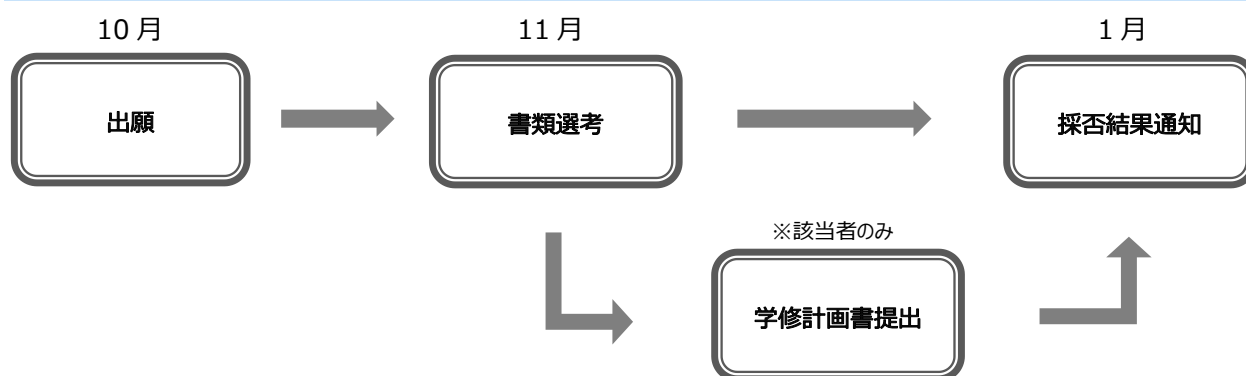 10 月
11 月
1 月
出願
書類選考
採否結果通知
※該当者のみ
学修計画書提出